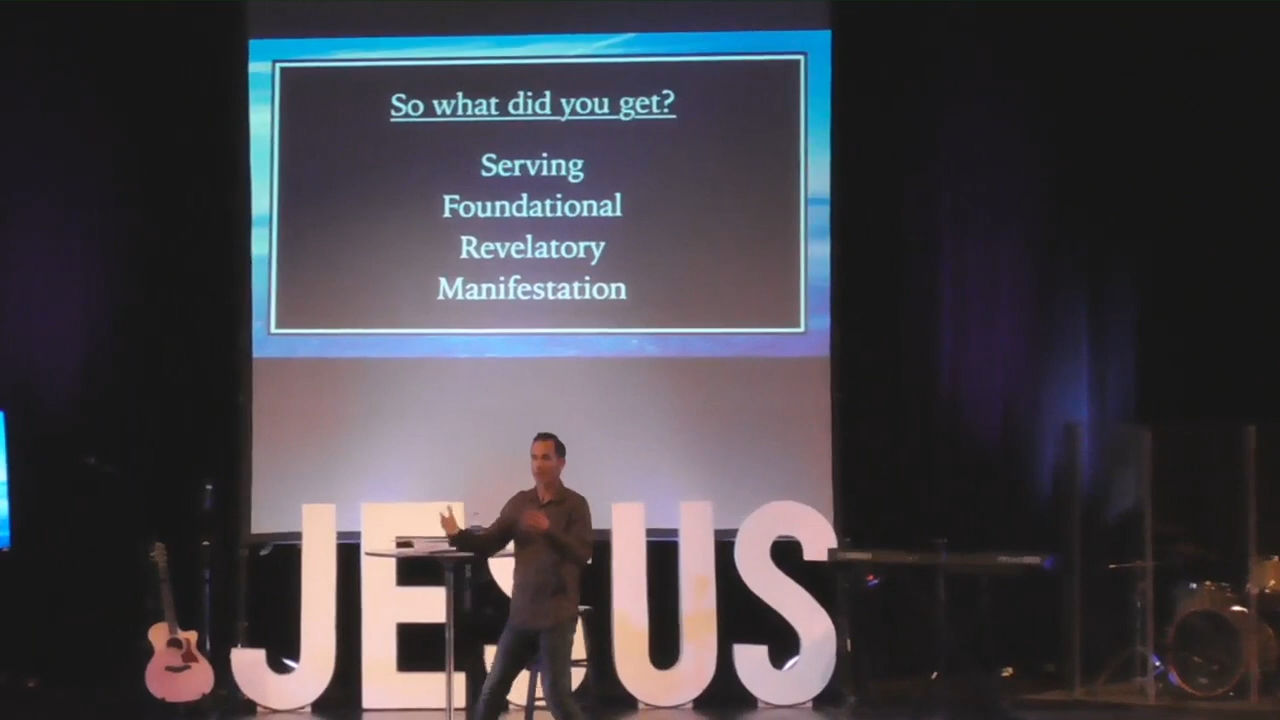 So what did you get?
Serving
Foundational
Revelatory
Manifestation
JESUS